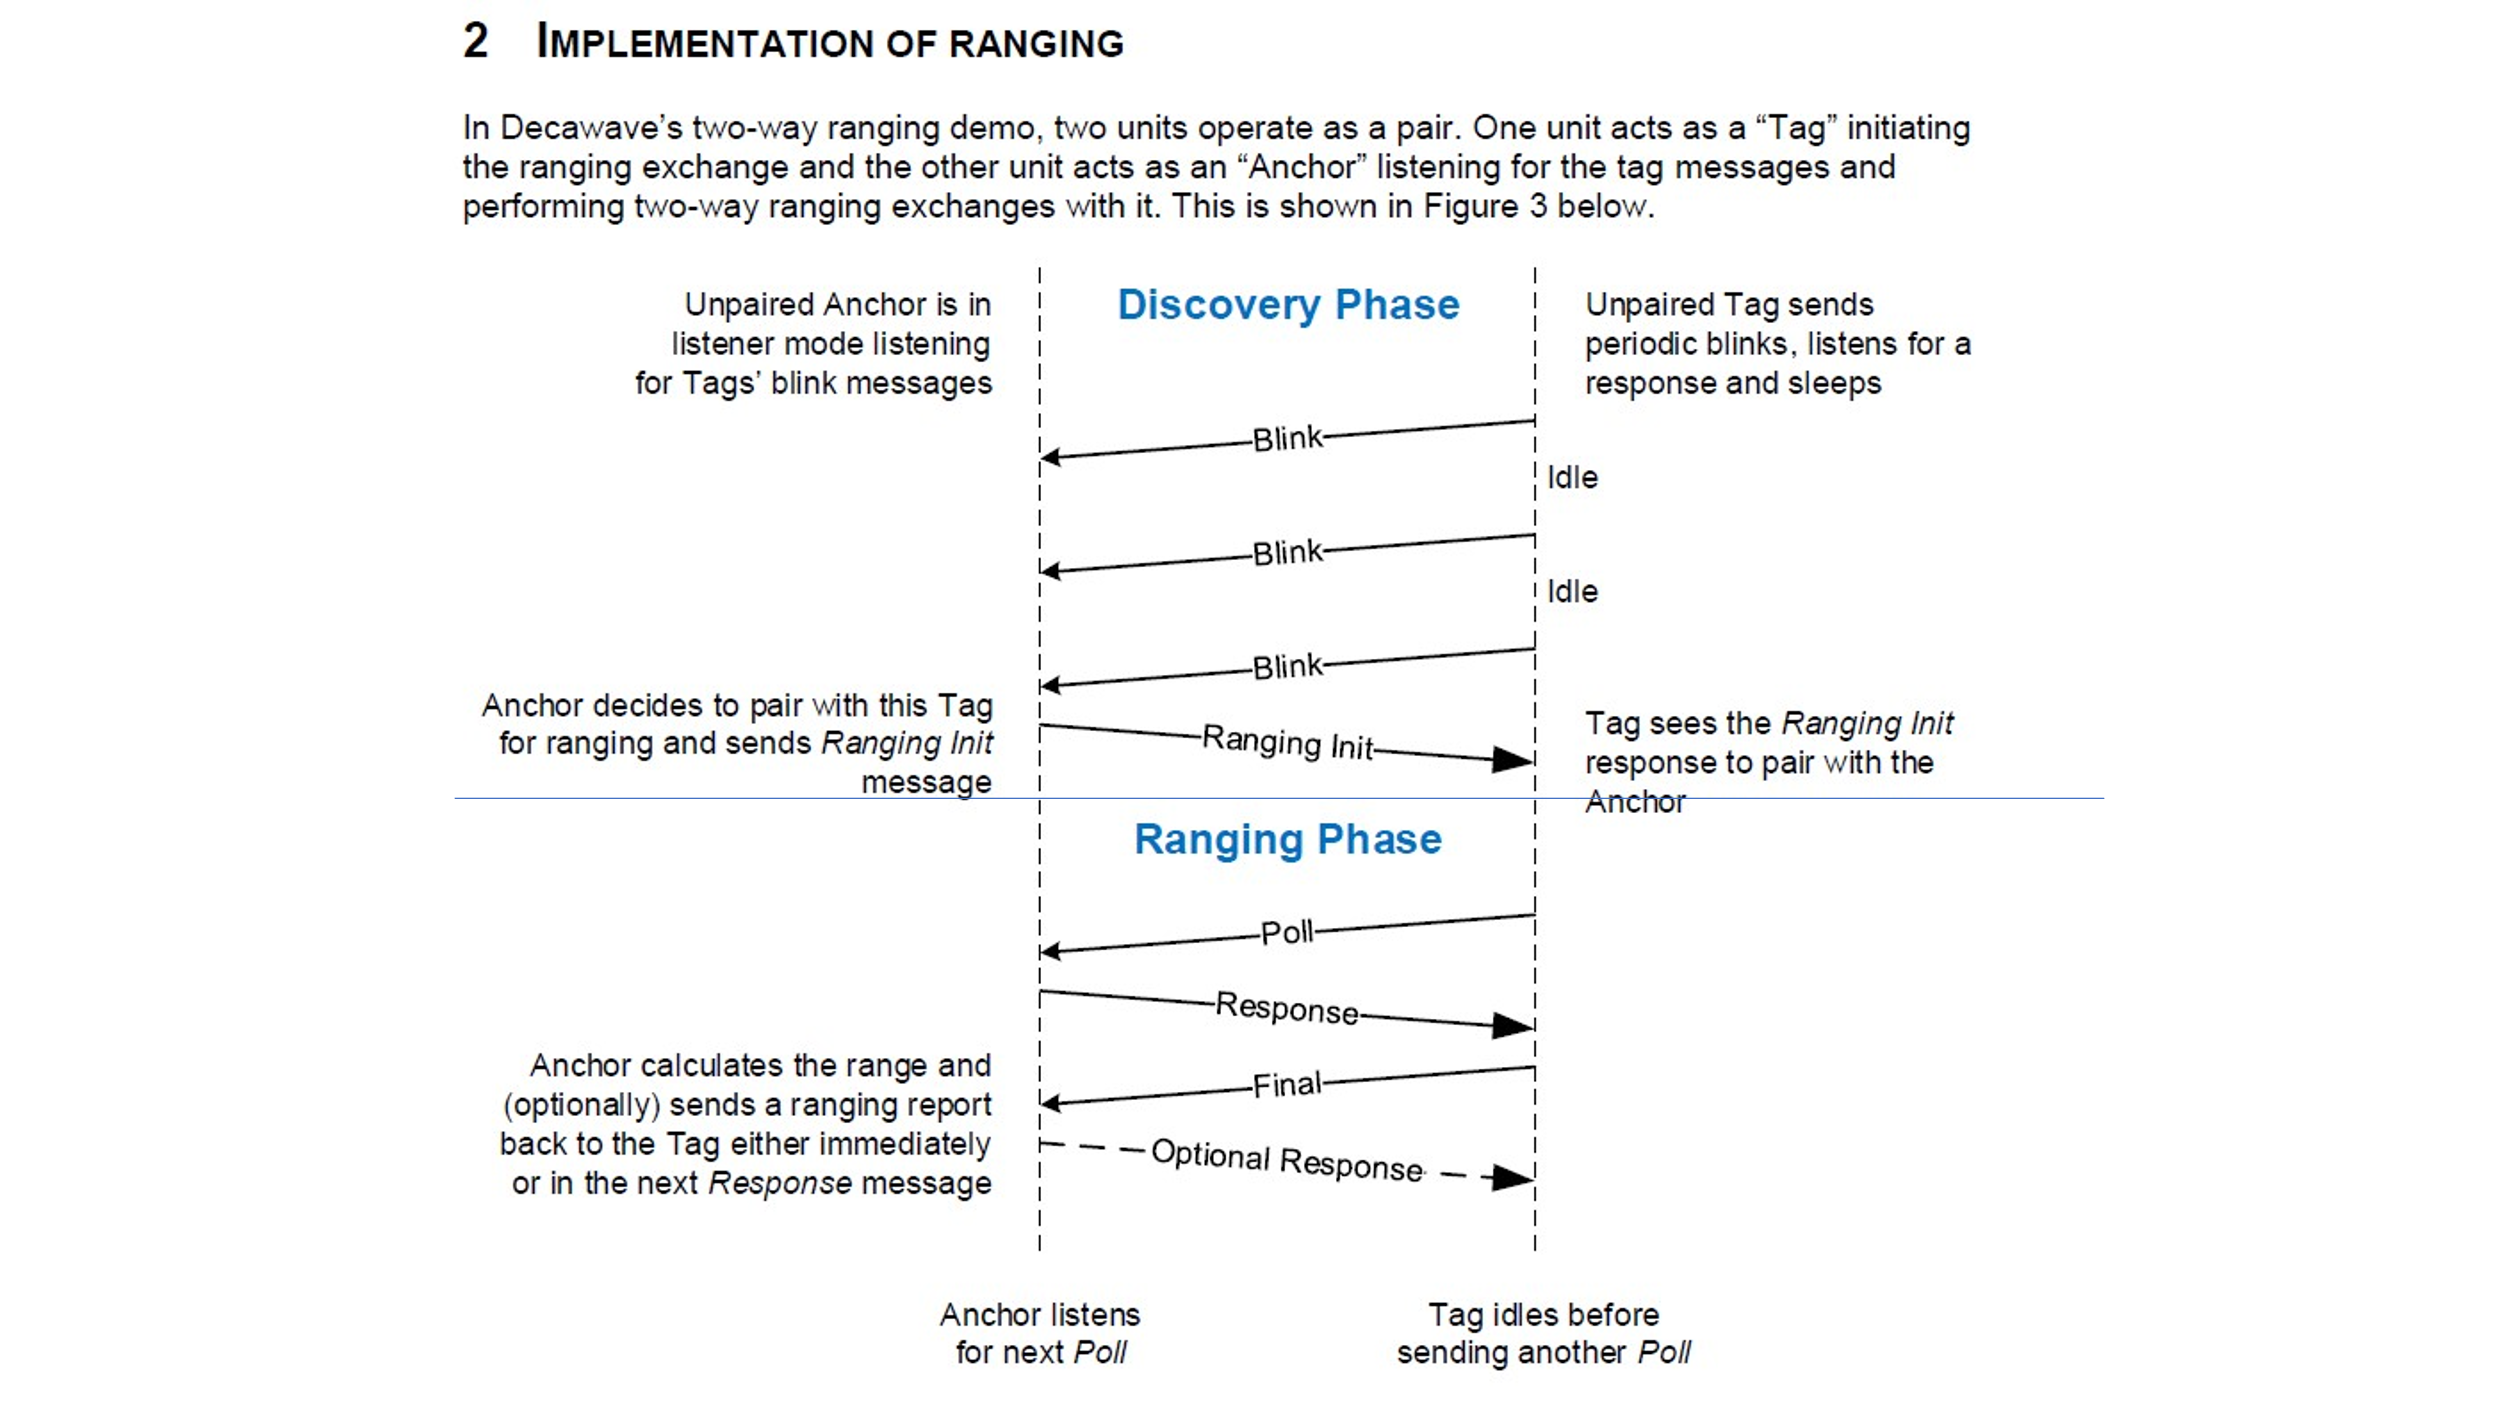 2 IMPLEMENTATION OF RANGING
In Decawave’s two-way ranging demo, two units operate as a pair. One unit acts as a “Tag” initiating
the ranging exchange and the other unit acts as an “Anchor” listening for the tag messages and
performing two-way ranging exchanges with it. This is shown in Figure 3 below.
Discovery Phase
Unpaired Anchor is in
listener mode listening
for Tags’ blink messages
Unpaired Tag sends
periodic blinks, listens for a
response and sleeps
Blink
Idle
Blink
Idle
Blink
Anchor decides to pair with this Tag
for ranging and sends Ranging Init
message
Ranging Init
Tag sees the Ranging Init
response to pair with the
Anchor
Ranging Phase
Poll
Response
Final
Anchor calculates the range and
(optionally) sends a ranging report
back to the Tag either immediately
or in the next Response message
Optional Response
Anchor listens
for next Poll
Tag idles before
sending another Poll